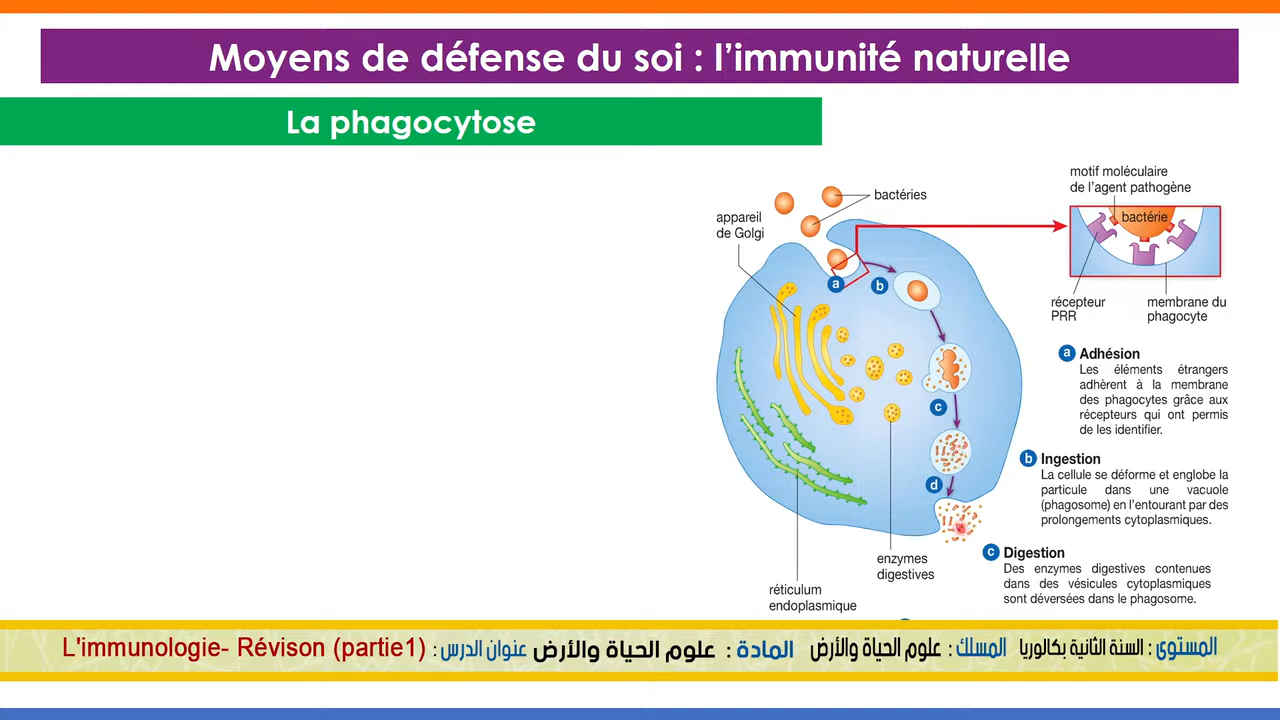 Moyens de défense du soi : l’immunité naturelle
La phagocytose
bactéries
appareil
de Golgi
motif moléculaire
de l’agent pathogène
bactérie
récepteur
PRR
membrane du
phagocyte
a
b
c
d
enzymes
digestives
réticulum
endoplasmique
a Adhésion
Les éléments étrangers
adhèrent à la membrane
des phagocytes grâce aux
récepteurs qui ont permis
de les identifier.
b Ingestion
La cellule se déforme et englobe la
particule dans une vacuole
(phagosome) en l’entourant par des
prolongements cytoplasmiques.
c Digestion
Des enzymes digestives contenues
dans des vésicules cytoplasmiques
sont déversées dans le phagosome.
المستوى : السنة الثانية بكالوريا المسلك : علوم الحياة والأرض المادة : علوم الحياة والأرض عنوان الدرس : L'immunologie- Révison (partie1)